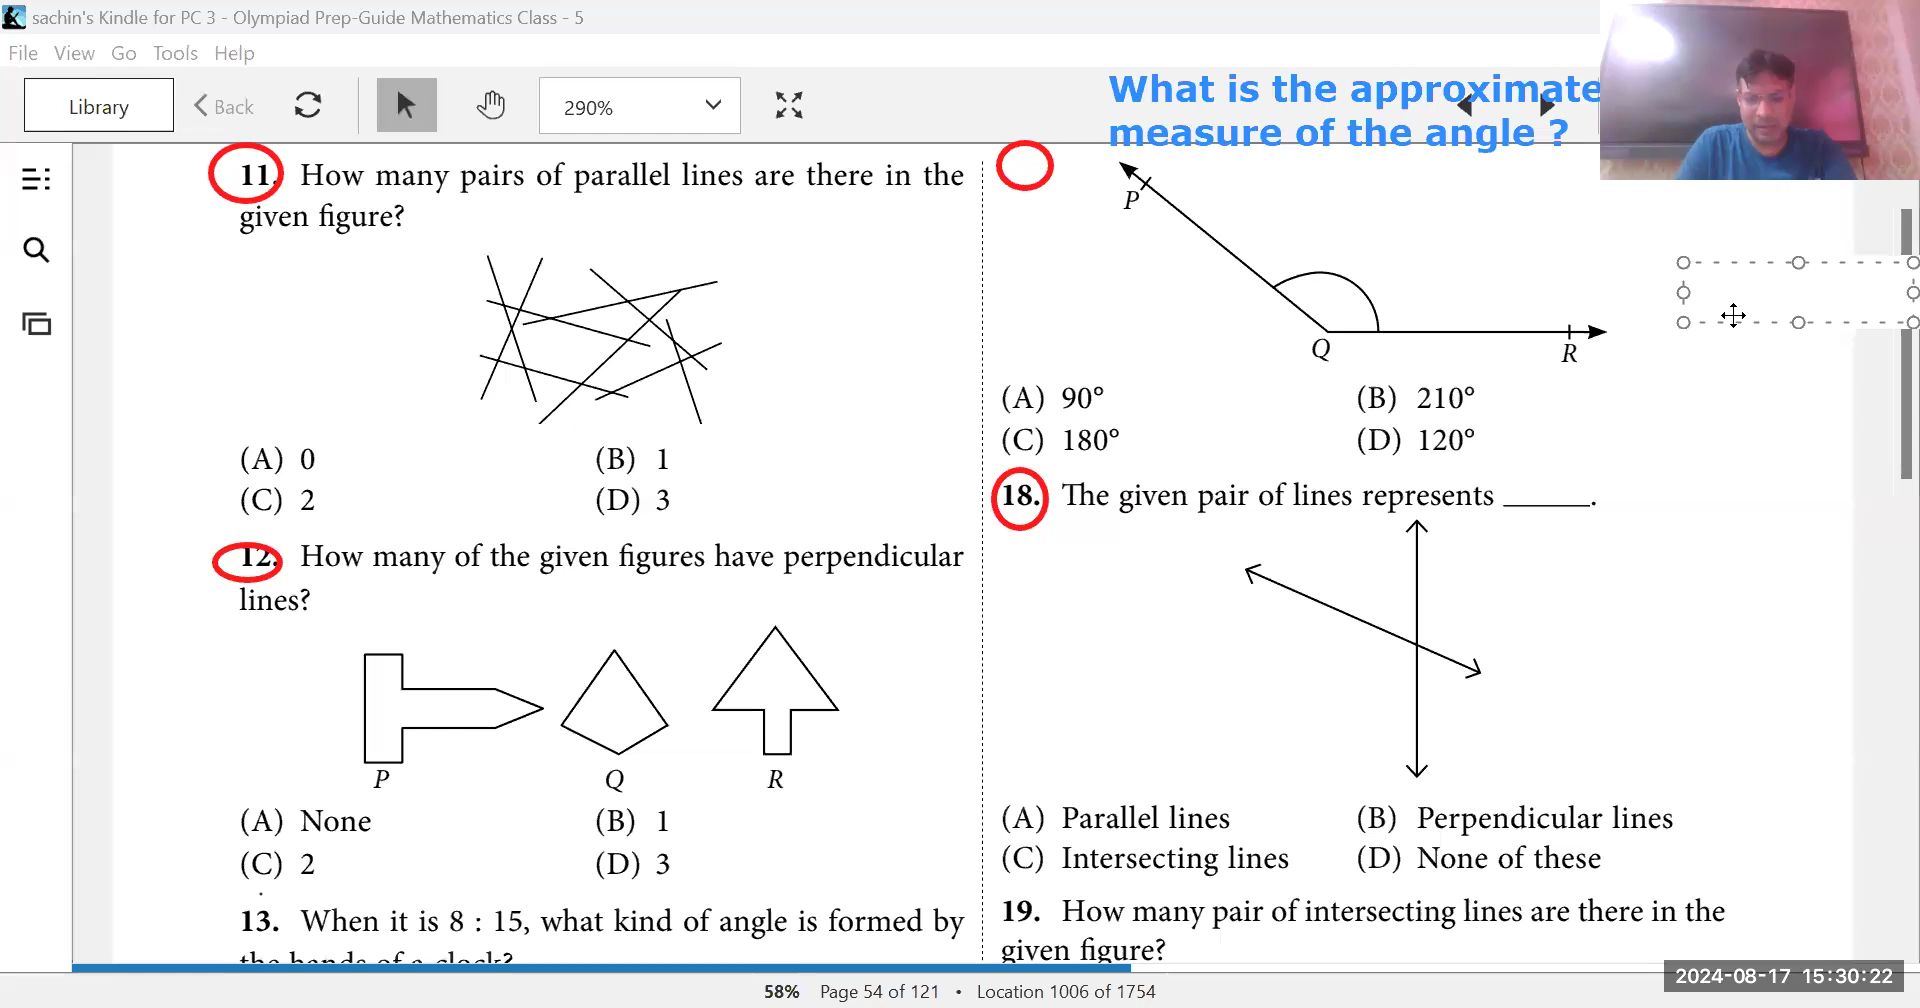 sachin's Kindle for PC 3 - Olympiad Prep-Guide Mathematics Class - 5
File View Go Tools Help
Library Back 290%
What is the approximate
measure of the angle ?
11. How many pairs of parallel lines are there in the
given figure?
(A) 0 (B) 1
(C) 2 (D) 3
12. How many of the given figures have perpendicular
lines?
P Q R
(A) None (B) 1
(C) 2 (D) 3
13. When it is 8 : 15, what kind of angle is formed by
the hands of a clock?
P
Q R
(A) 90° (B) 210°
(C) 180° (D) 120°
18. The given pair of lines represents ______.
(A) Parallel lines (B) Perpendicular lines
(C) Intersecting lines (D) None of these
19. How many pair of intersecting lines are there in the
given figure?
58% Page 54 of 121 • Location 1006 of 1754
2024-08-17 15:30:22